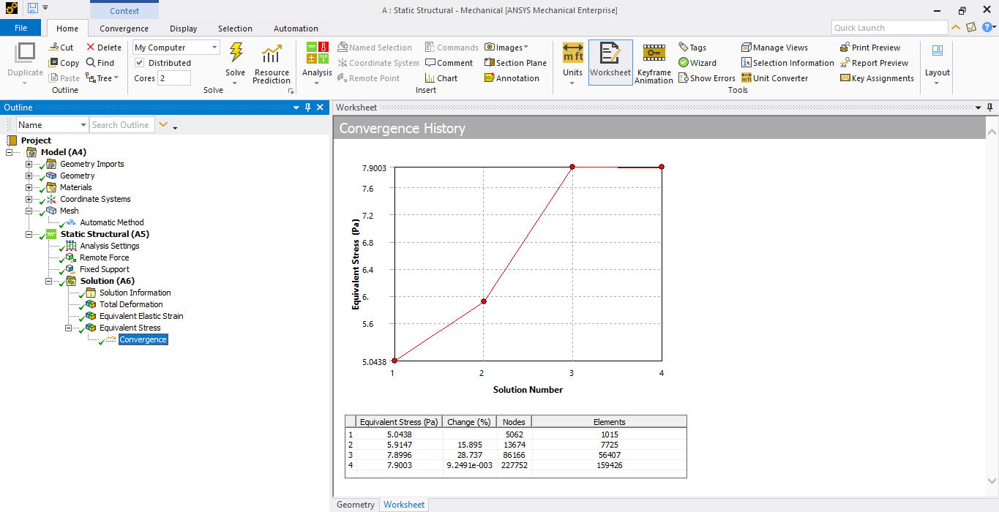 Context
A : Static Structural - Mechanical [ANSYS Mechanical Enterprise]
File Home Convergence Display Selection Automation
Quick Launch
Duplicate
Cut
Copy
Paste
Delete
Find
Tree
Outline
My Computer
Distributed
Cores 2
Solve
Resource Prediction
Solve
Analysis
Named Selection
Coordinate System
Remote Point
Commands
Comment
Chart
Images
Section Plane
Annotation
Insert
Units
Worksheet
Keyframe Animation
Tags
Wizard
Show Errors
Manage Views
Selection Information
Unit Converter
Print Preview
Report Preview
Key Assignments
Tools
Layout
Outline
Name Search Outline
Project
Model (A4)
Geometry Imports
Geometry
Materials
Coordinate Systems
Mesh
Automatic Method
Static Structural (A5)
Analysis Settings
Remote Force
Fixed Support
Solution (A6)
Solution Information
Total Deformation
Equivalent Elastic Strain
Equivalent Stress
Convergence
Worksheet
Convergence History
Equivalent Stress (Pa)
7.9003
7.6
7.2
6.8
6.4
6.
5.6
5.0438
1 2 3 4
Solution Number
Equivalent Stress (Pa) Change (%) Nodes Elements
1 5.0438 5062 1015
2 5.9147 15.895 13674 7725
3 7.8996 28.737 86166 56407
4 7.9003 9.2491e-003 227752 159426
Geometry Worksheet